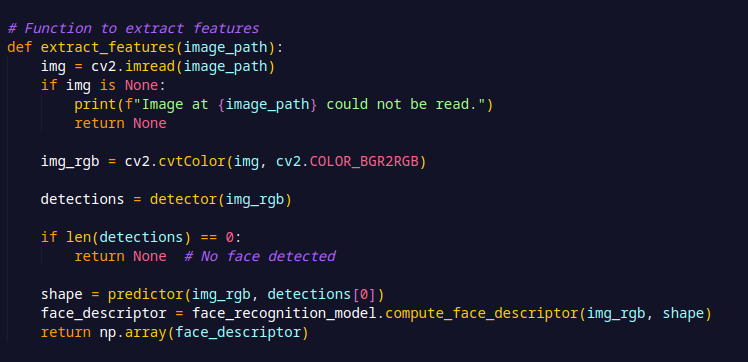 # Function to extract features
def extract_features(image_path):
    img = cv2.imread(image_path)
    if img is None:
        print(f"Image at {image_path} could not be read.")
        return None
    img_rgb = cv2.cvtColor(img, cv2.COLOR_BGR2RGB)
    detections = detector(img_rgb)
    if len(detections) == 0:
        return None  # No face detected
    shape = predictor(img_rgb, detections[0])
    face_descriptor = face_recognition_model.compute_face_descriptor(img_rgb, shape)
    return np.array(face_descriptor)